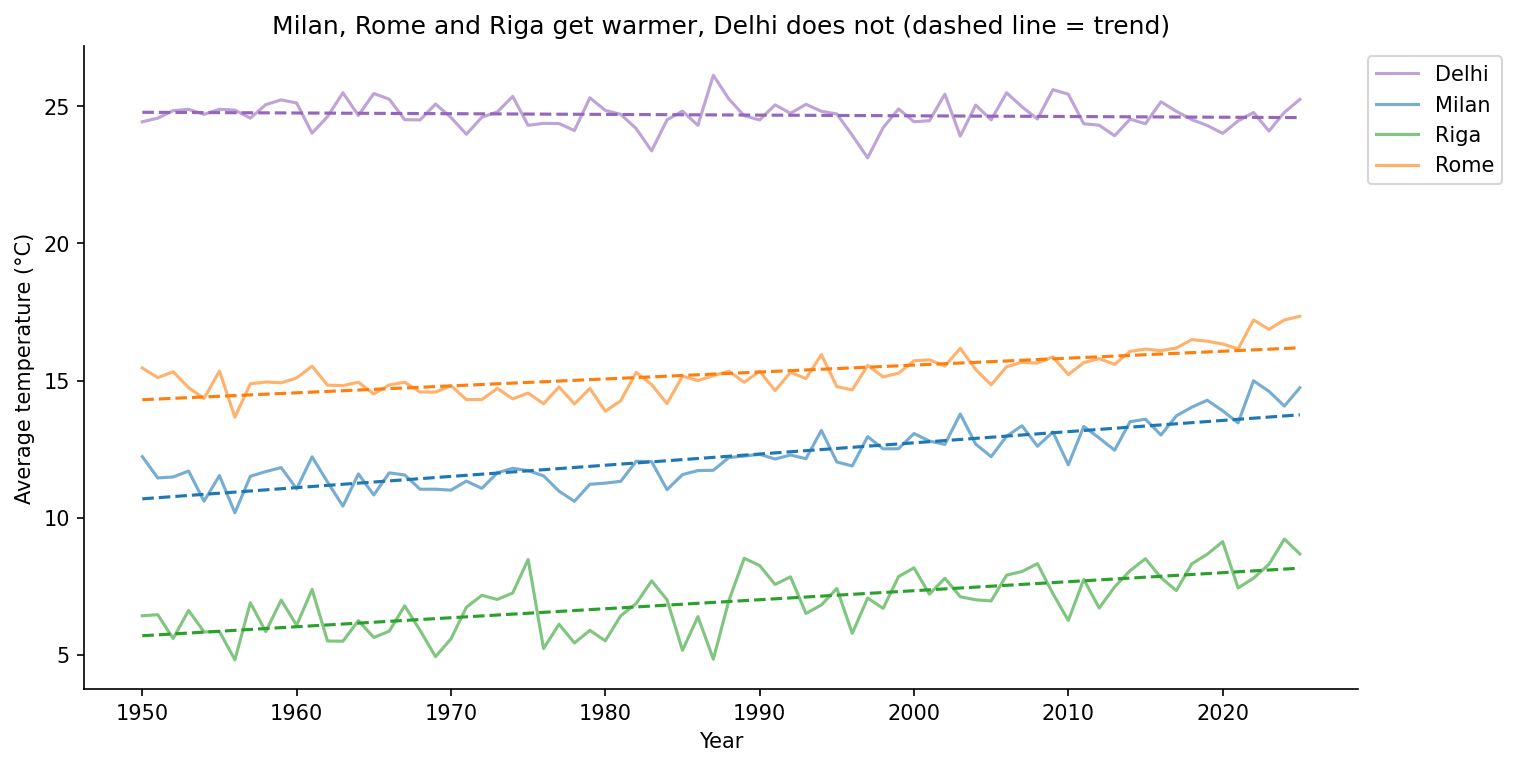 Milan, Rome and Riga get warmer, Delhi does not (dashed line = trend)
Delhi
Milan
Riga
Rome
Average temperature (°C)
25
20
15
10
5
1950 1960 1970 1980 1990 2000 2010 2020
Year